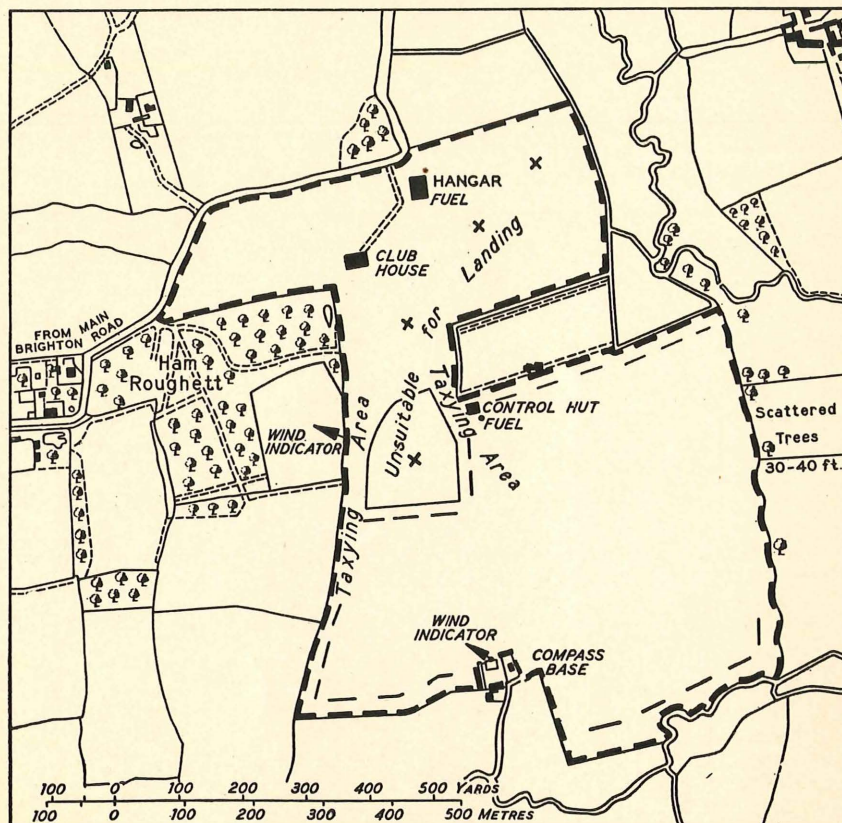 HANGAR
FUEL
CLUB
HOUSE
Unsuitable for Landing
FROM MAIN
BRIGHTON ROAD
Ham
Roughett
WIND
INDICATOR
Taxying Area
Taxying Area
CONTROL HUT
FUEL
Scattered
Trees
30-40 ft.
WIND
INDICATOR
COMPASS
BASE
100 0 100 200 300 400 500 YARDS
100 0 100 200 300 400 500 METRES